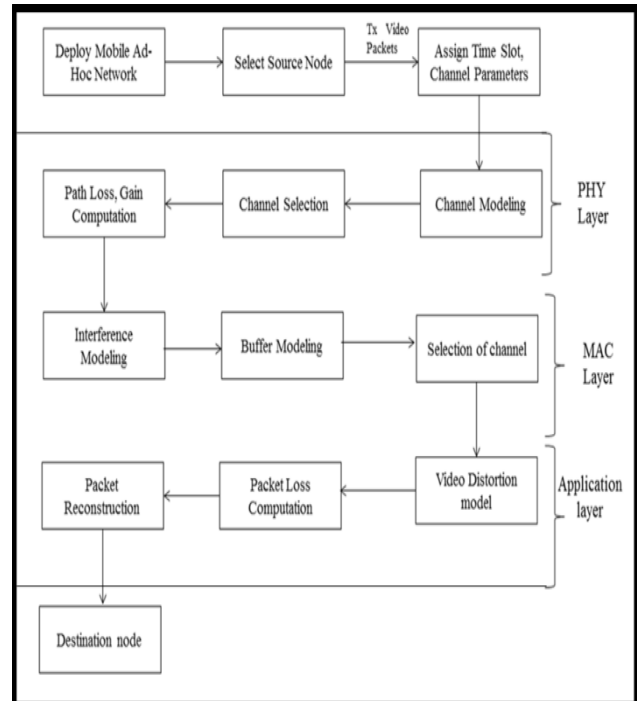 Deploy Mobile Ad-
Hoc Network
Select Source Node
Tx Video
Packets
Assign Time Slot,
Channel Parameters
Path Loss, Gain
Computation
Channel Selection
Channel Modeling
PHY
Layer
Interference
Modeling
Buffer Modeling
Selection of channel
MAC
Layer
Packet
Reconstruction
Packet Loss
Computation
Video Distortion
model
Application
layer
Destination node